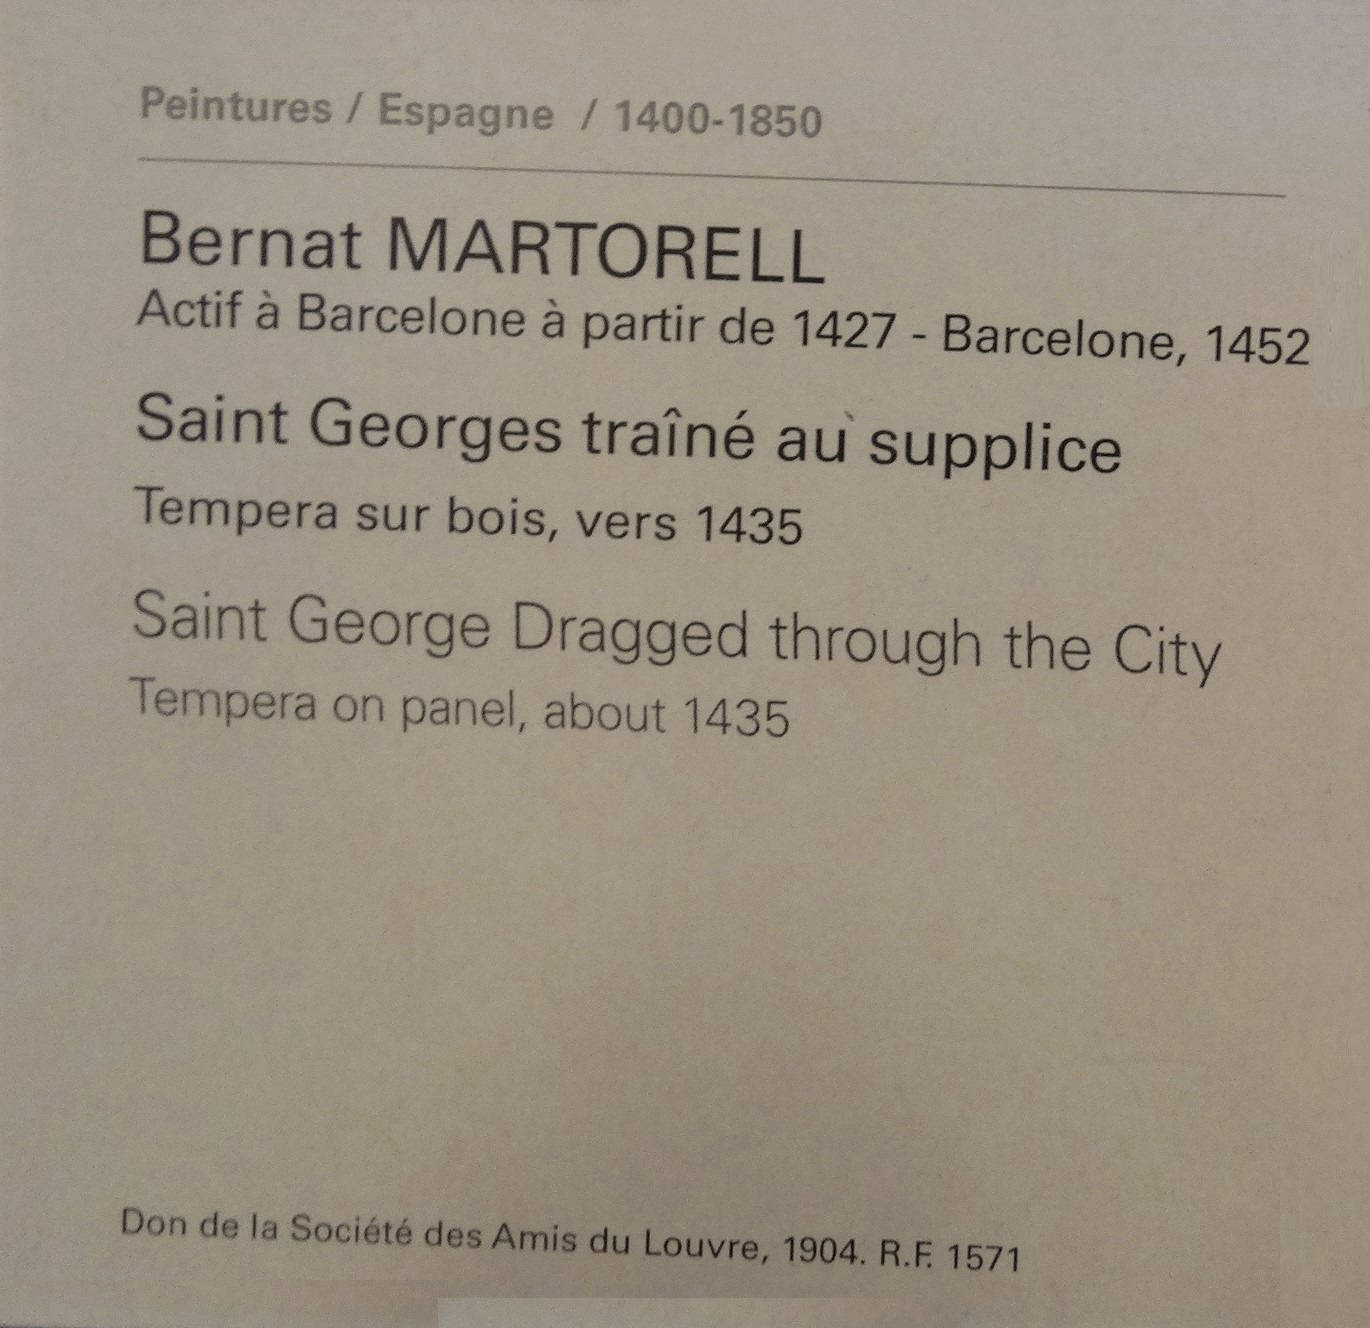 Peintures / Espagne / 1400-1850
Bernat MARTORELL
Actif à Barcelone à partir de 1427 - Barcelone, 1452
Saint Georges traîné au supplice
Tempera sur bois, vers 1435
Saint George Dragged through the City
Tempera on panel, about 1435
Don de la Société des Amis du Louvre, 1904. R.F. 1571